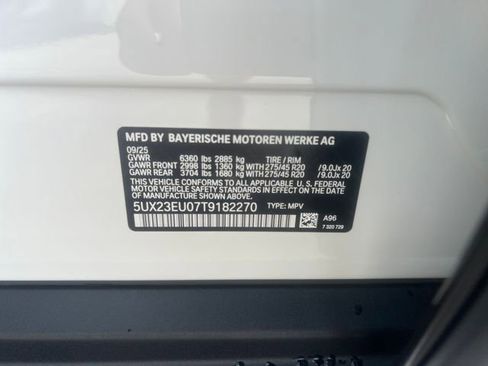 MFD BY BAYERISCHE MOTOREN WERKE AG
09/25
GVWR 6360 lbs 2885 kg TIRE / RIM
GAWR FRONT 2998 lbs 1360 kg 275/45 R20 /9.0Jx 20
GAWR REAR 3704 lbs 1680 kg 275/45 R20 /9.0Jx 20
THIS VEHICLE CONFORMS TO ALL APPLICABLE U.S. FEDERAL
MOTOR VEHICLE SAFETY STANDARDS IN EFFECT ON THE DATE
OF MANUFACTURE SHOWN ABOVE.
5UX23EU07T9182270 TYPE: MPV
A96
7 320 729